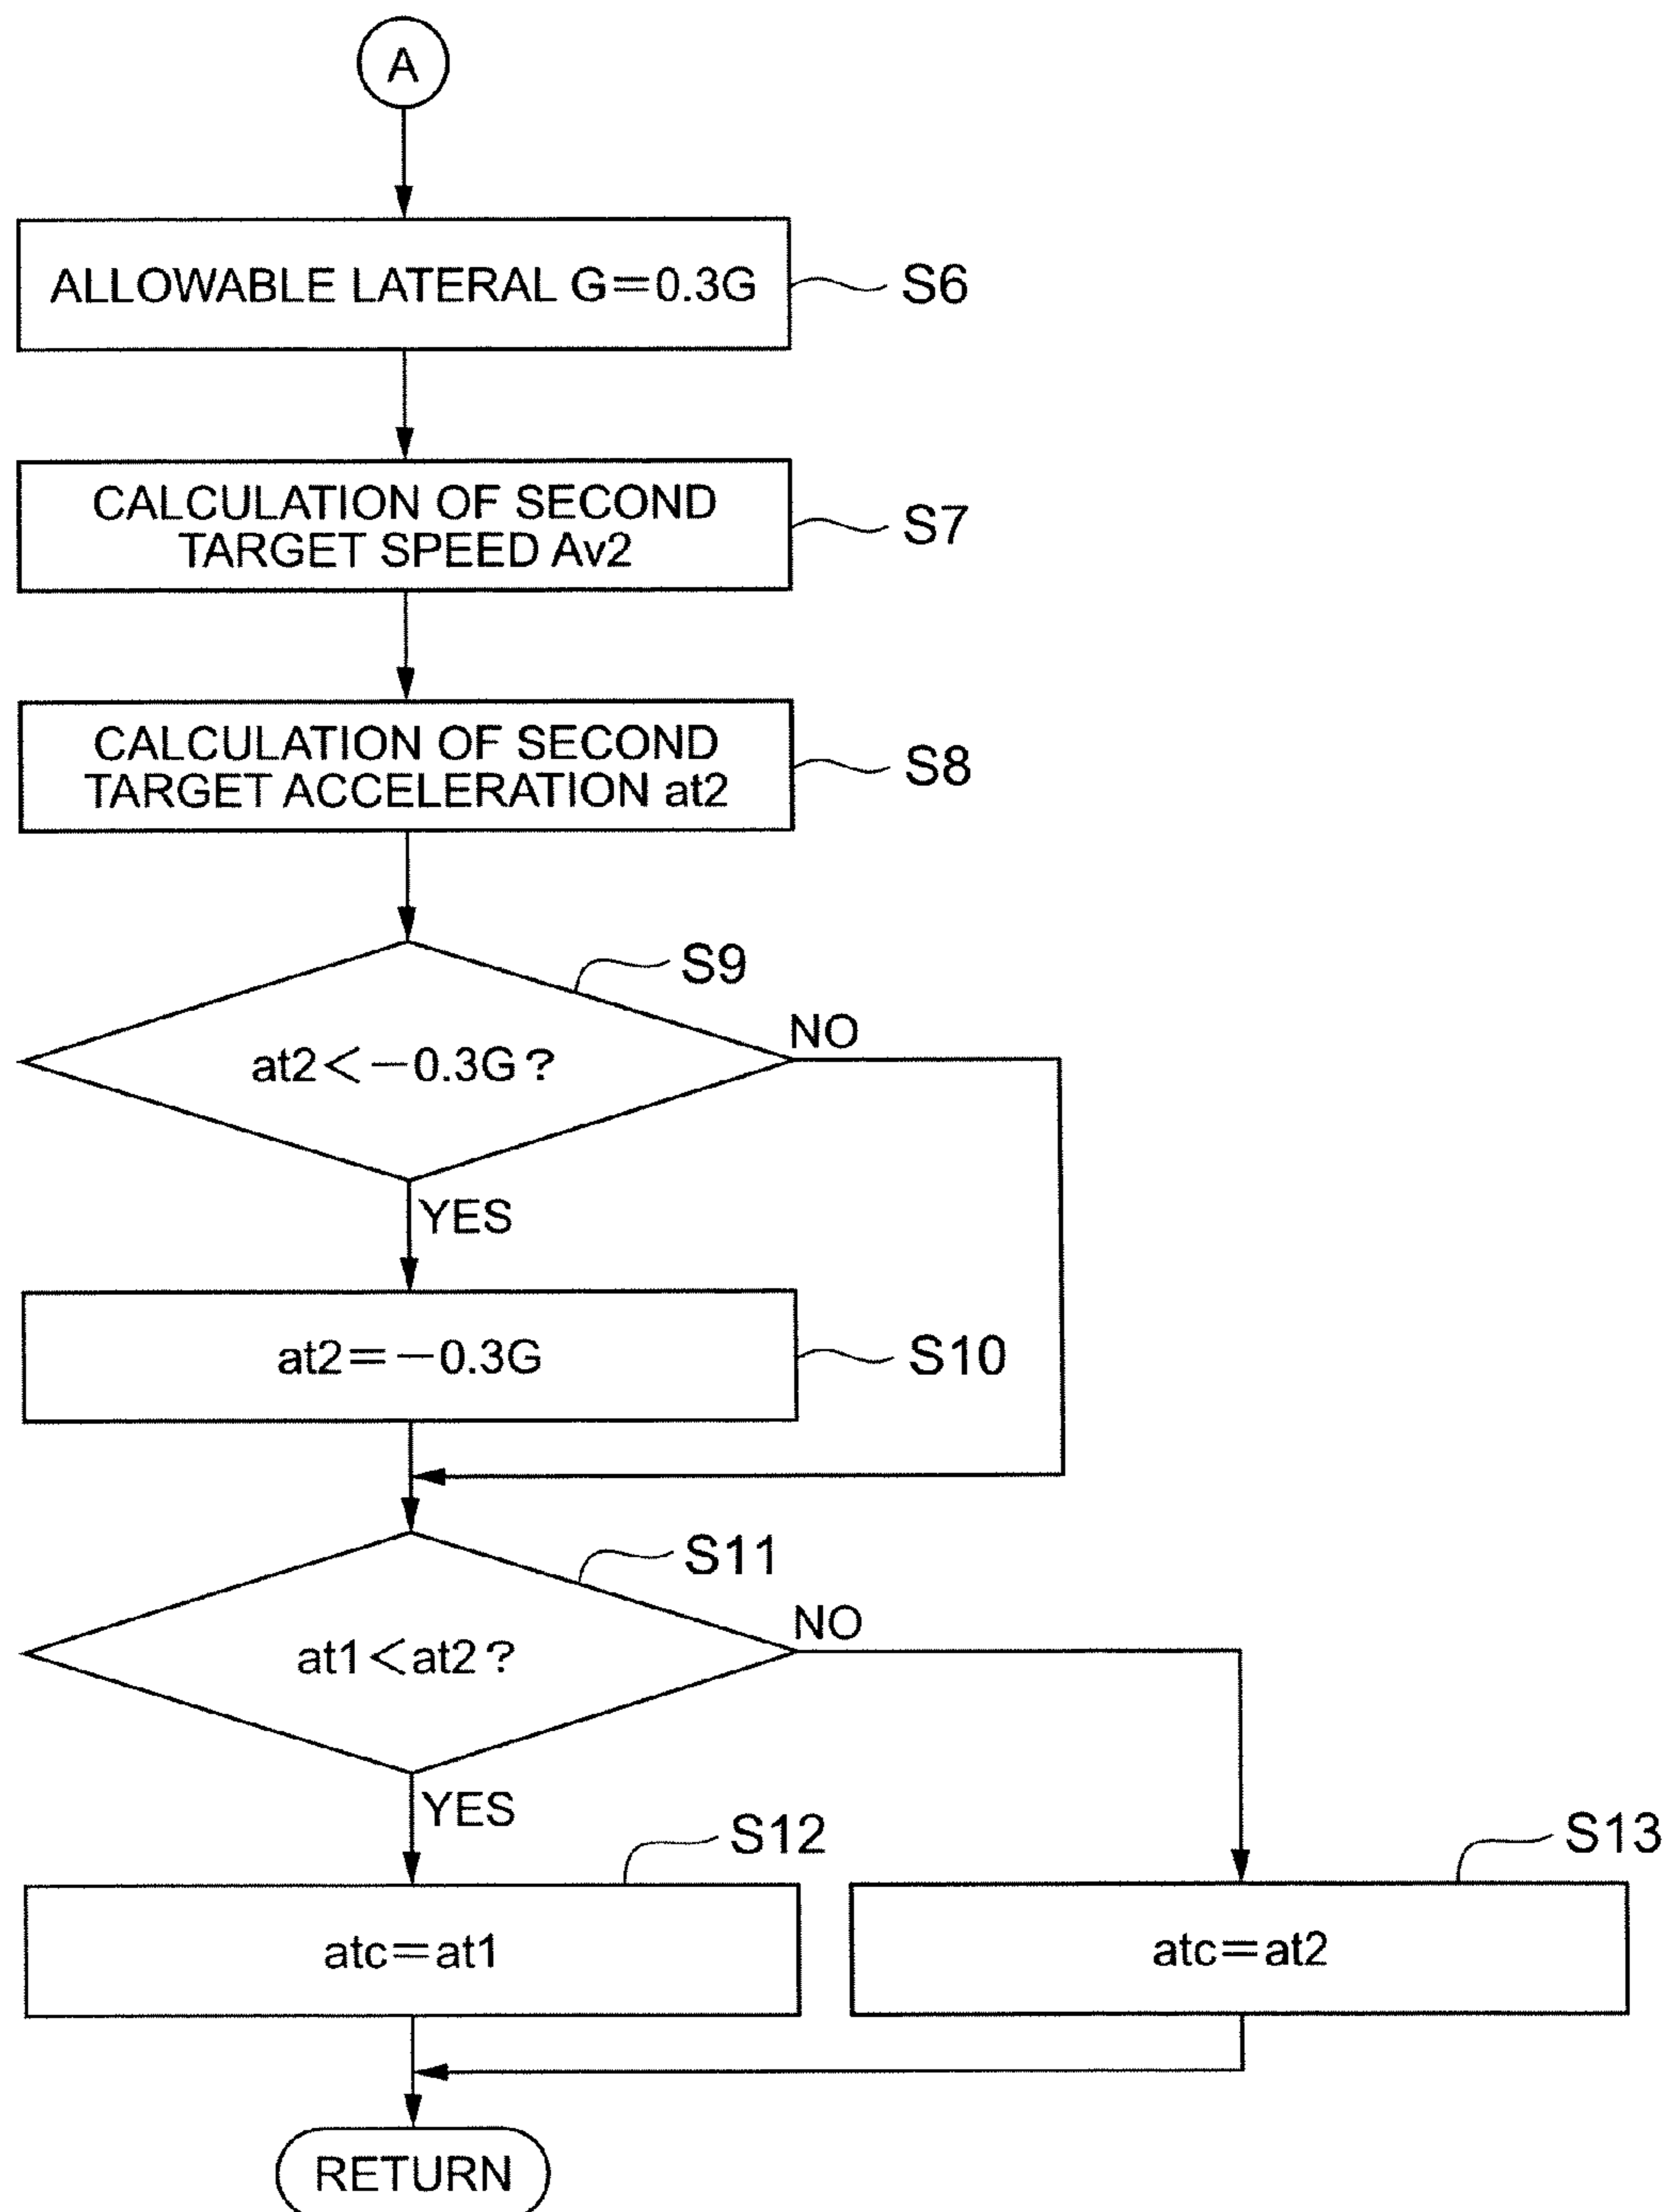 A
ALLOWABLE LATERAL G=0.3G
S6
CALCULATION OF SECOND
TARGET SPEED Av2
S7
CALCULATION OF SECOND
TARGET ACCELERATION at2
S8
S9
at2<-0.3G?
NO
YES
at2=-0.3G
S10
S11
at1<at2?
NO
YES
S12
atc=at1
S13
atc=at2
RETURN